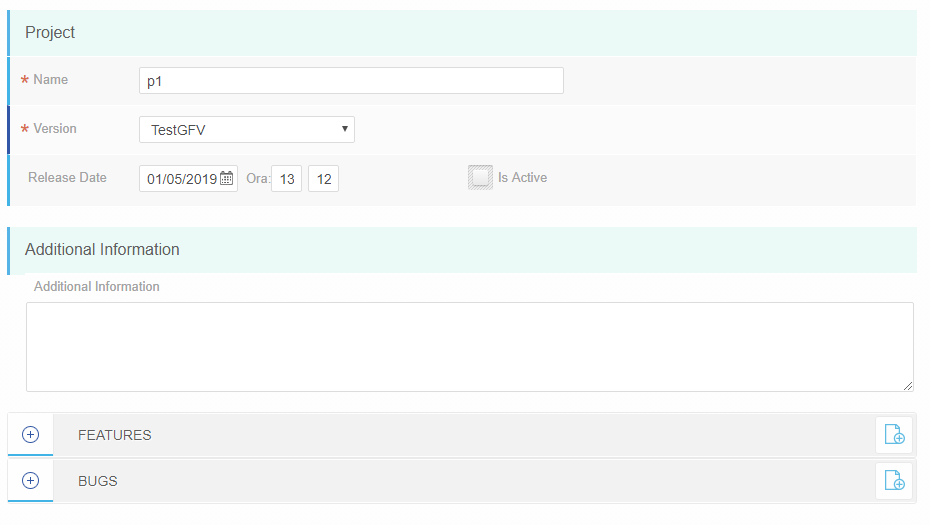 Project
* Name p1
* Version TestGFV
Release Date 01/05/2019 Ora: 13 12 Is Active
Additional Information
Additional Information
FEATURES
BUGS